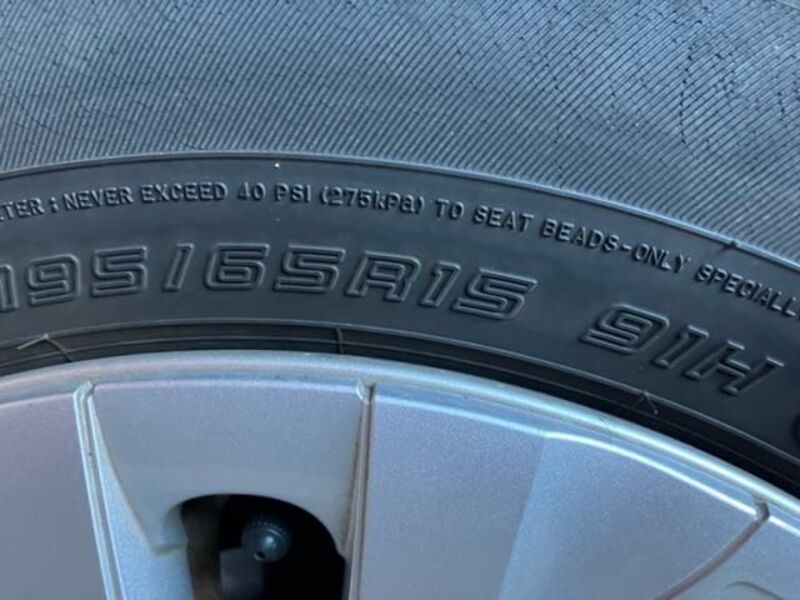 TER : NEVER EXCEED 40 PSI (275kPa) TO SEAT BEADS-ONLY SPECIALL
195/65R15 91H